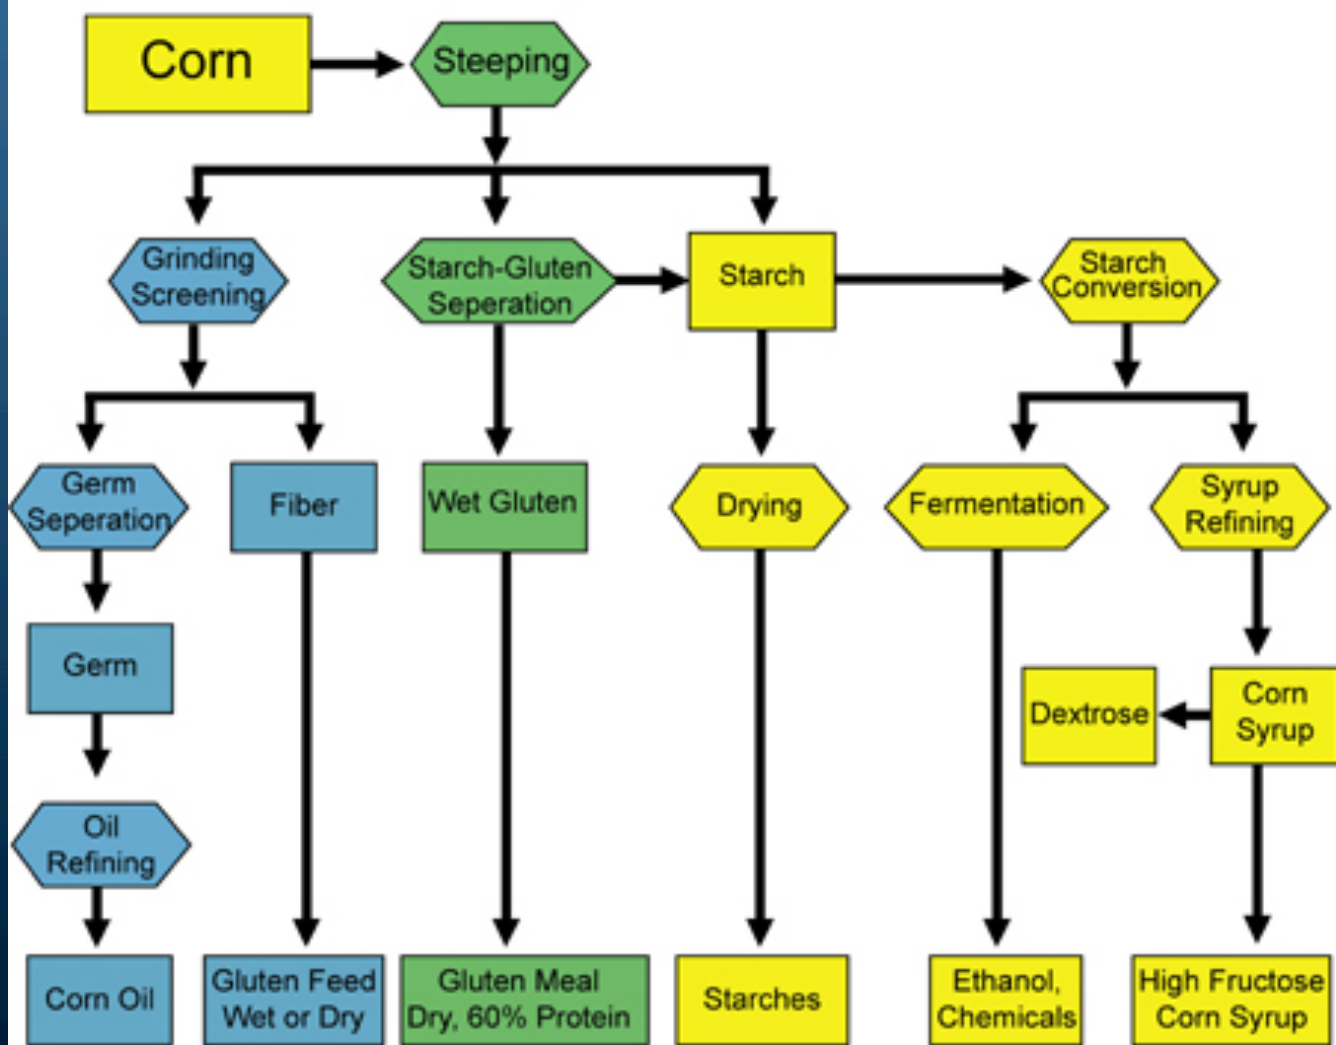 Corn
Steeping
Grinding
Screening
Starch-Gluten
Seperation
Starch
Starch
Conversion
Germ
Seperation
Fiber
Wet Gluten
Drying
Fermentation
Syrup
Refining
Germ
Dextrose
Corn
Syrup
Oil
Refining
Corn Oil
Gluten Feed
Wet or Dry
Gluten Meal
Dry, 60% Protein
Starches
Ethanol,
Chemicals
High Fructose
Corn Syrup